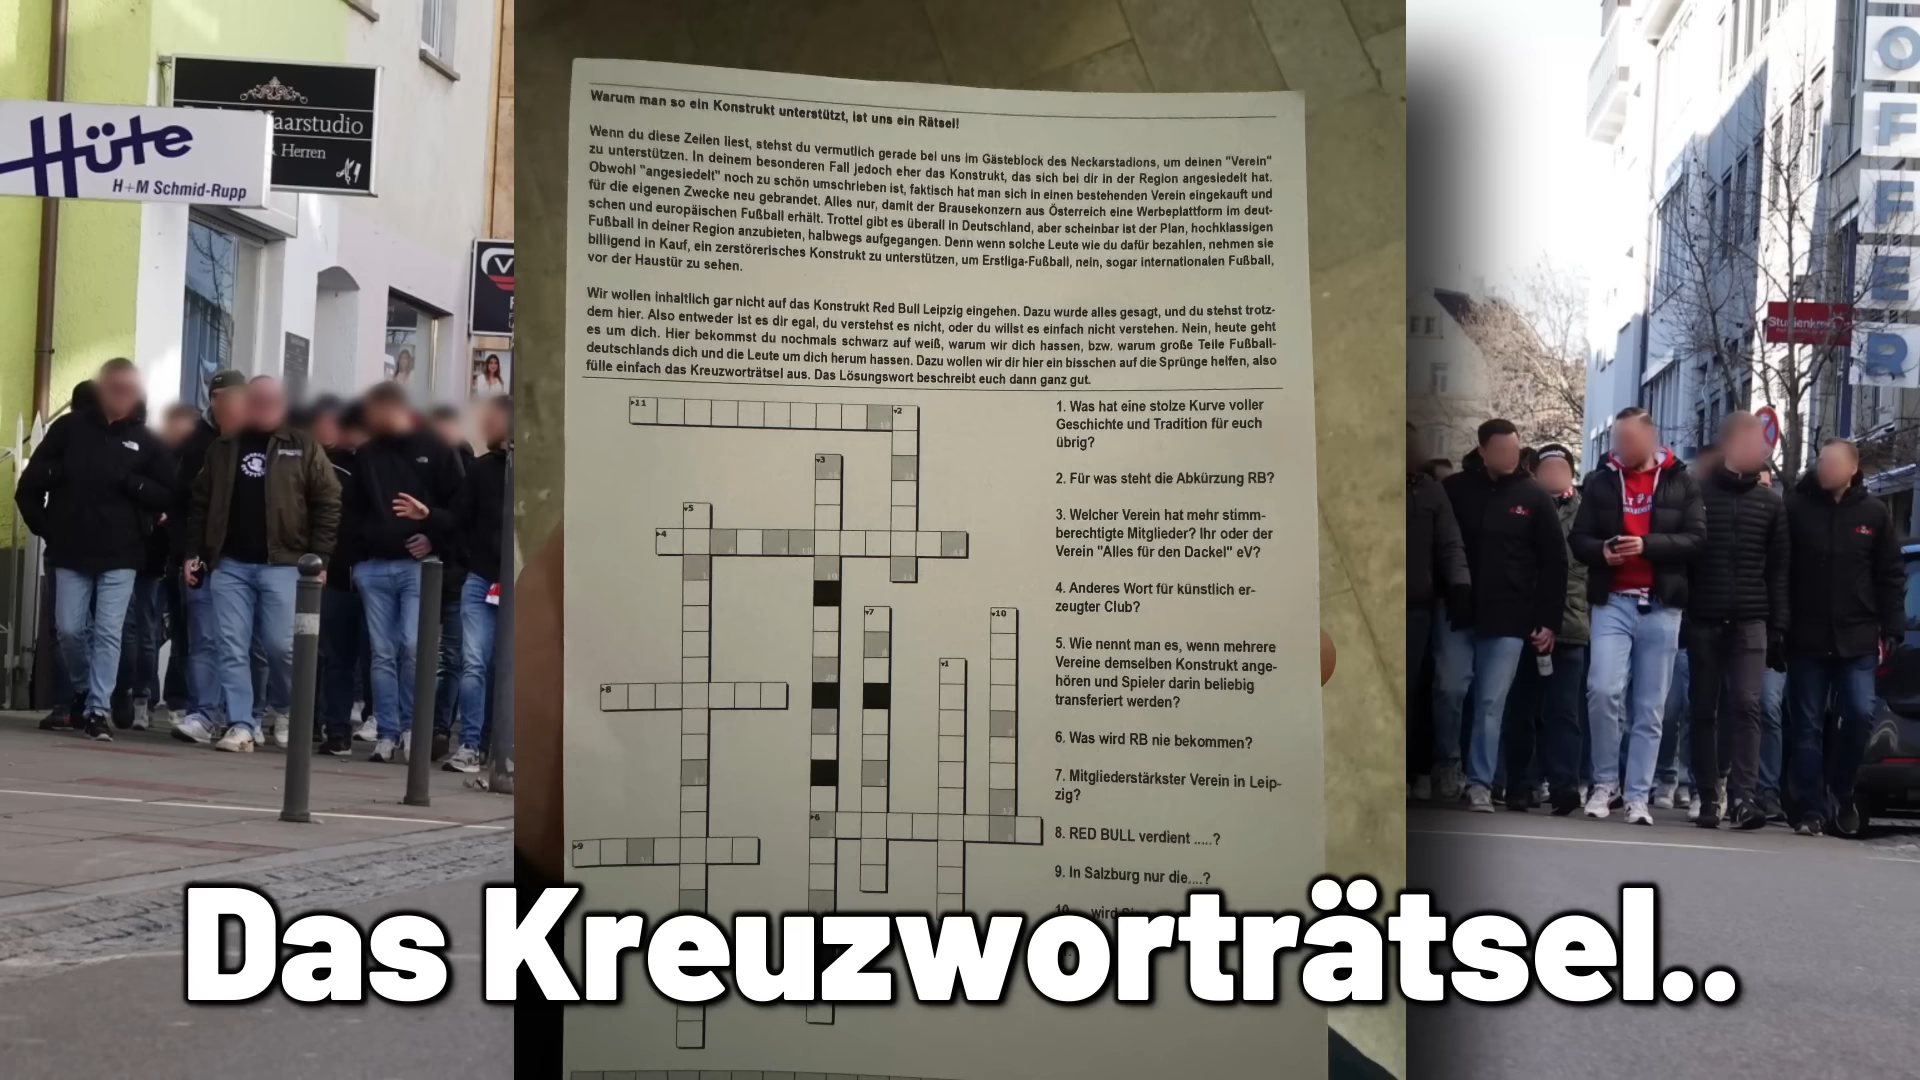 Hüte
H+M Schmid-Rupp
aarstudio
Herren
Warum man so ein Konstrukt unterstützt, ist uns ein Rätsel!
Wenn du diese Zeilen liest, stehst du vermutlich gerade bei uns im Gästeblock des Neckarstadions, um deinen "Verein"
zu unterstützen. In deinem besonderen Fall jedoch eher das Konstrukt, das sich bei dir in der Region angesiedelt hat.
Obwohl "angesiedelt" noch zu schön umschrieben ist, faktisch hat man sich in einen bestehenden Verein eingekauft und
für die eigenen Zwecke neu gebrandet. Alles nur, damit der Brausekonzern aus Österreich eine Werbeplattform im deut-
schen und europäischen Fußball erhält. Trottel gibt es überall in Deutschland, aber scheinbar ist der Plan, hochklassigen
Fußball in deiner Region anzubieten, halbwegs aufgegangen. Denn wenn solche Leute wie du dafür bezahlen, nehmen sie
billigend in Kauf, ein zerstörerisches Konstrukt zu unterstützen, um Erstliga-Fußball, nein, sogar internationalen Fußball,
vor der Haustür zu sehen.
Wir wollen inhaltlich gar nicht auf das Konstrukt Red Bull Leipzig eingehen. Dazu wurde alles gesagt, und du stehst trotz-
dem hier. Also entweder ist es dir egal, du verstehst es nicht, oder du willst es einfach nicht verstehen. Nein, heute geht
es um dich. Hier bekommst du nochmals schwarz auf weiß, warum wir dich hassen, bzw. warum große Teile Fußball-
deutschlands dich und die Leute um dich herum hassen. Dazu wollen wir dir hier ein bisschen auf die Sprünge helfen, also
fülle einfach das Kreuzworträtsel aus. Das Lösungswort beschreibt euch dann ganz gut.
11
2
3
5
4
7
10
1
8
6
9
1. Was hat eine stolze Kurve voller
Geschichte und Tradition für euch
übrig?
2. Für was steht die Abkürzung RB?
3. Welcher Verein hat mehr stimm-
berechtigte Mitglieder? Ihr oder der
Verein "Alles für den Dackel" eV?
4. Anderes Wort für künstlich er-
zeugter Club?
5. Wie nennt man es, wenn mehrere
Vereine demselben Konstrukt ange-
hören und Spieler darin beliebig
transferiert werden?
6. Was wird RB nie bekommen?
7. Mitgliederstärkster Verein in Leip-
zig?
8. RED BULL verdient .....?
9. In Salzburg nur die....?
10. wird
OFFER
Das Kreuzworträtsel..